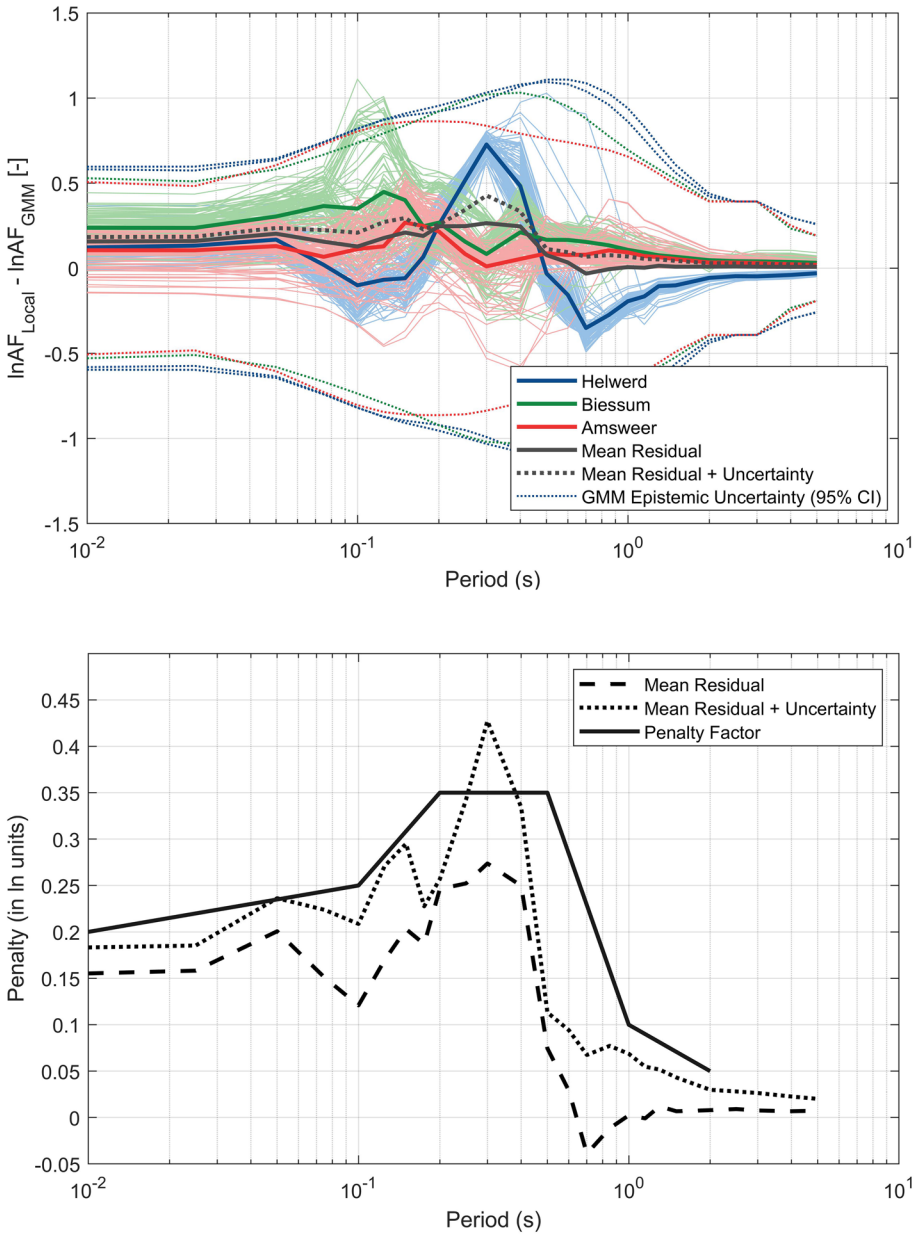 1.5
1
0.5
0
-0.5
-1
-1.5
lnAF_Local - lnAF_GMM [-]
Helwerd
Biessum
Amsweer
Mean Residual
Mean Residual + Uncertainty
GMM Epistemic Uncertainty (95% CI)
10^-2 10^-1 10^0 10^1
Period (s)
0.45
0.4
0.35
0.3
0.25
0.2
0.15
0.1
0.05
0
-0.05
Penalty (in ln units)
Mean Residual
Mean Residual + Uncertainty
Penalty Factor
10^-2 10^-1 10^0 10^1
Period (s)